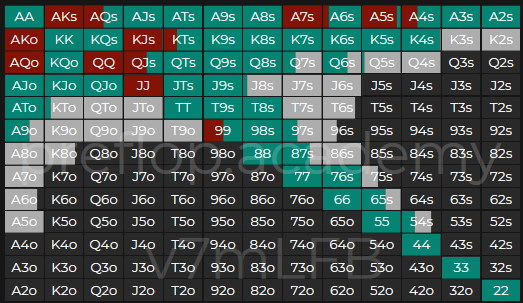 AA AKs AQs AJs ATs A9s A8s A7s A6s A5s A4s A3s A2s
AKo KK KQs KJs KTs K9s K8s K7s K6s K5s K4s K3s K2s
AQo KQo QQ QJs QTs Q9s Q8s Q7s Q6s Q5s Q4s Q3s Q2s
AJo KJo QJo JJ JTs J9s J8s J7s J6s J5s J4s J3s J2s
ATo KTo QTo JTo TT T9s T8s T7s T6s T5s T4s T3s T2s
A9o K9o Q9o J9o T9o 99 98s 97s 96s 95s 94s 93s 92s
A8o K8o Q8o J8o T8o 98o 88 87s 86s 85s 84s 83s 82s
preflop.academy
A7o K7o Q7o J7o T7o 97o 87o 77 76s 75s 74s 73s 72s
A6o K6o Q6o J6o T6o 96o 86o 76o 66 65s 64s 63s 62s
A5o K5o Q5o J5o T5o 95o 85o 75o 65o 55 54s 53s 52s
A4o K4o Q4o J4o T4o 94o 84o 74o 64o 54o 44 43s 42s
v7mLFB
A3o K3o Q3o J3o T3o 93o 83o 73o 63o 53o 43o 33 32s
A2o K2o Q2o J2o T2o 92o 82o 72o 62o 52o 42o 32o 22